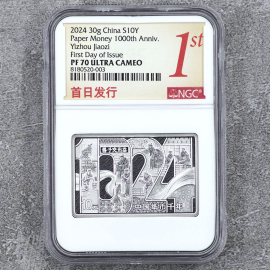 2024 30g China S10Y
Paper Money 1000th Anniv.
Yizhou Jiaozi
First Day of Issue
PF 70 ULTRA CAMEO
8180520-003
1st
首日发行
NGC